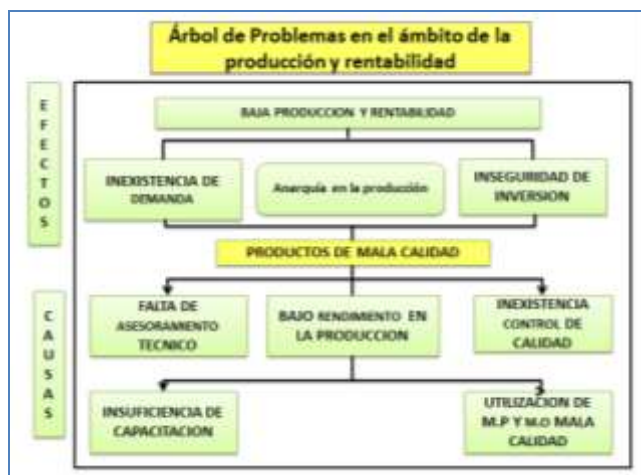 Árbol de Problemas en el ámbito de la
producción y rentabilidad
EFECTOS
BAJA PRODUCCION Y RENTABILIDAD
INEXISTENCIA DE
DEMANDA
Anarquía en la producción
INSEGURIDAD DE
INVERSION
PRODUCTOS DE MALA CALIDAD
CAUSAS
FALTA DE
ASESORAMIENTO
TECNICO
BAJO RENDIMIENTO EN
LA PRODUCCION
INEXISTENCIA
CONTROL DE
CALIDAD
INSUFICIENCIA DE
CAPACITACION
UTILIZACION DE
M.P Y M.O MALA
CALIDAD